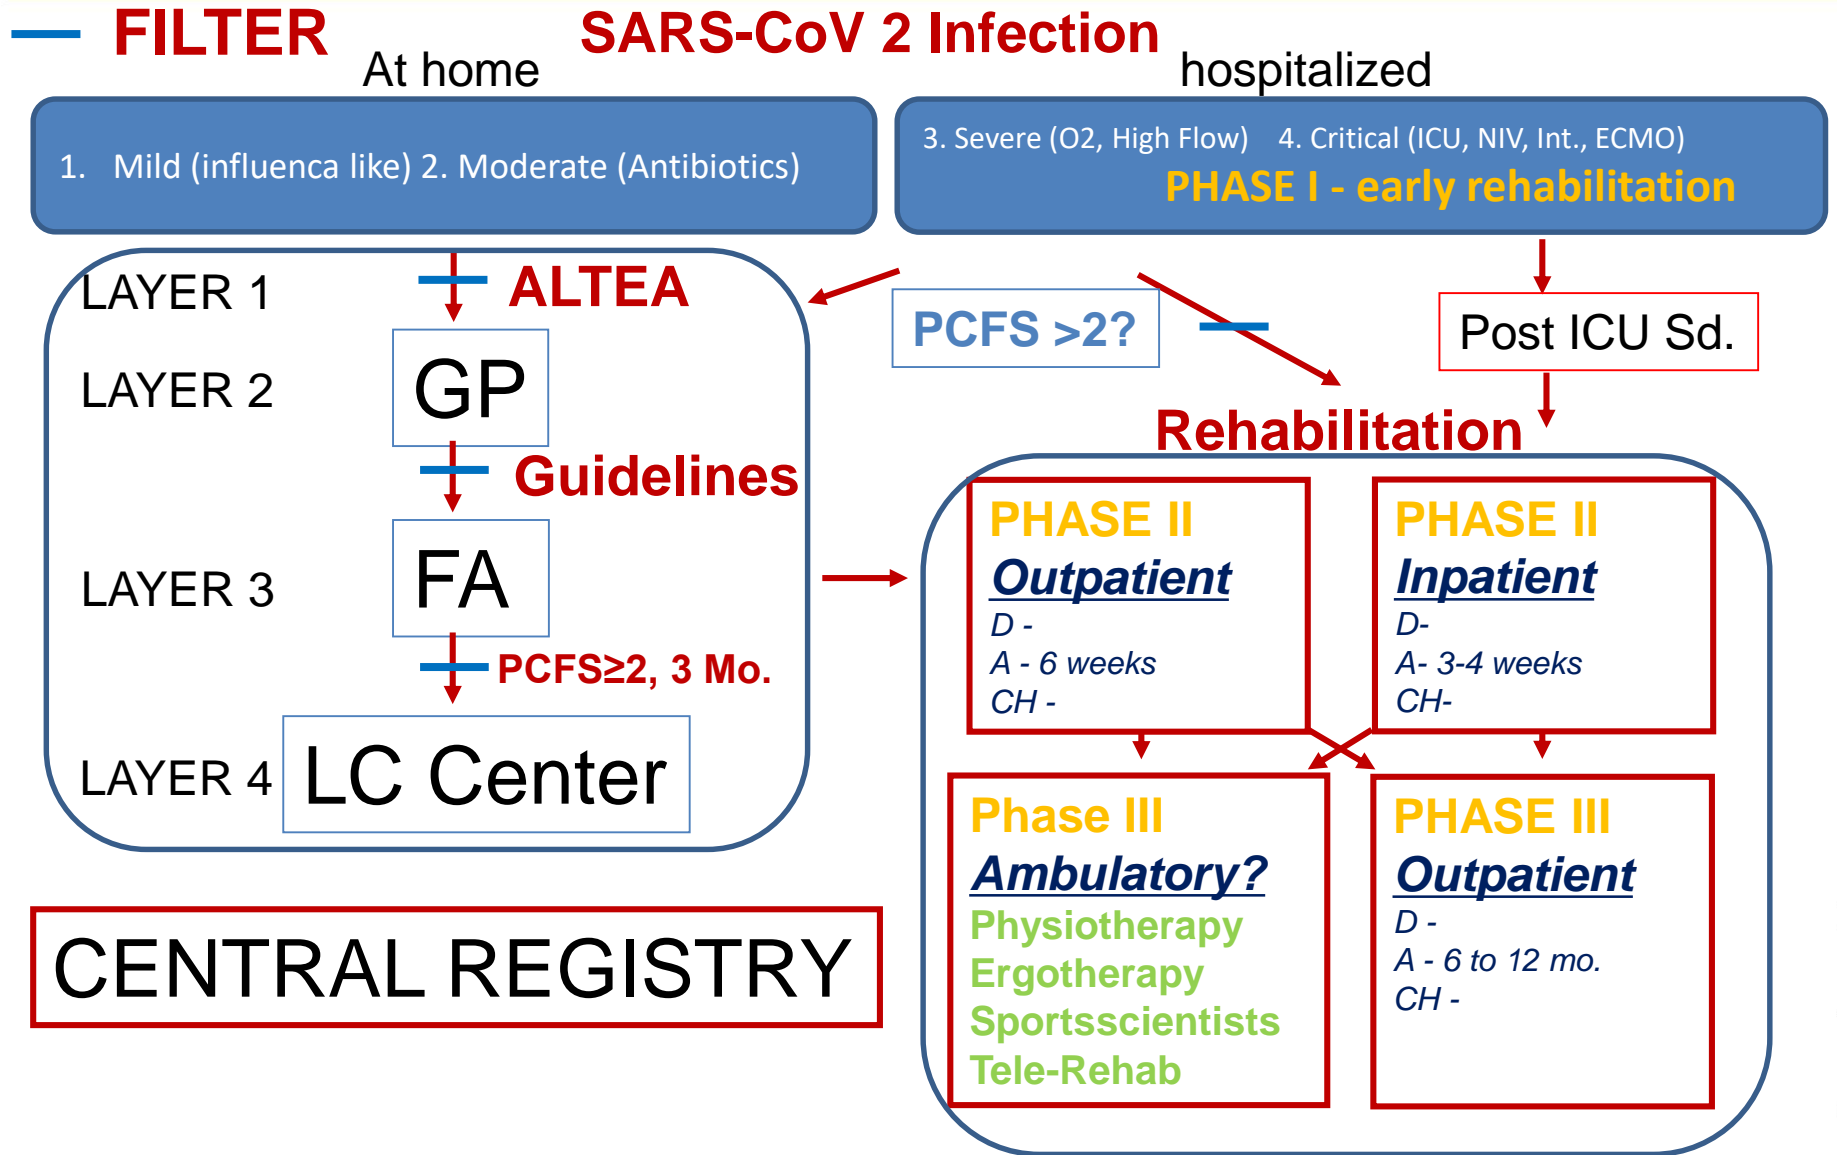 FILTER
SARS-CoV 2 Infection
At home
hospitalized
1. Mild (influenca like) 2. Moderate (Antibiotics)
3. Severe (O2, High Flow) 4. Critical (ICU, NIV, Int., ECMO)
PHASE I - early rehabilitation
LAYER 1
ALTEA
LAYER 2
GP
Guidelines
LAYER 3
FA
PCFS≥2, 3 Mo.
LAYER 4
LC Center
CENTRAL REGISTRY
PCFS >2?
Post ICU Sd.
Rehabilitation
PHASE II
Outpatient
D -
A - 6 weeks
CH -
PHASE II
Inpatient
D-
A- 3-4 weeks
CH-
Phase III
Ambulatory?
Physiotherapy
Ergotherapy
Sportsscientists
Tele-Rehab
PHASE III
Outpatient
D -
A - 6 to 12 mo.
CH -